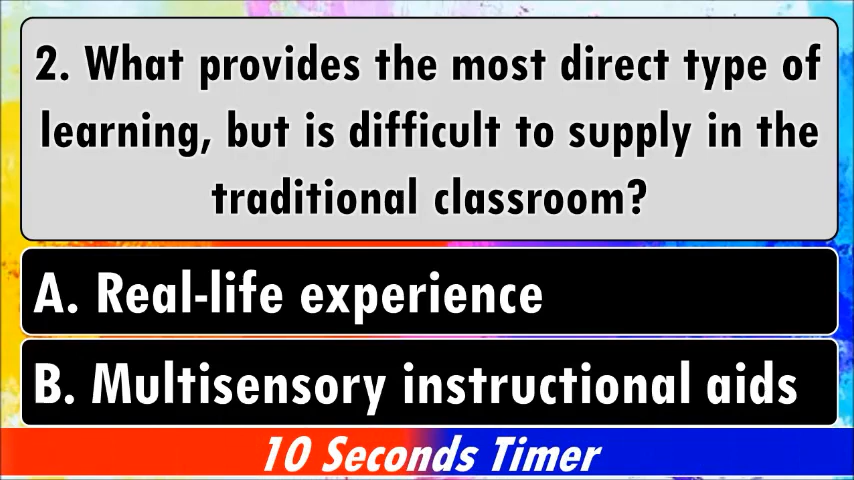 2. What provides the most direct type of
learning, but is difficult to supply in the
traditional classroom?
A. Real-life experience
B. Multisensory instructional aids
10 Seconds Timer